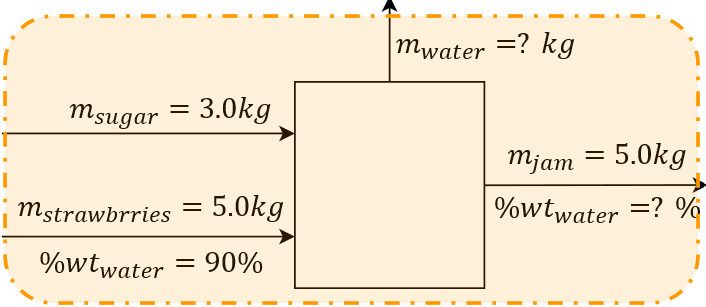 m_water =? kg
m_sugar = 3.0kg
m_jam = 5.0kg
m_strawbrries = 5.0kg
%wt_water =? %
%wt_water = 90%